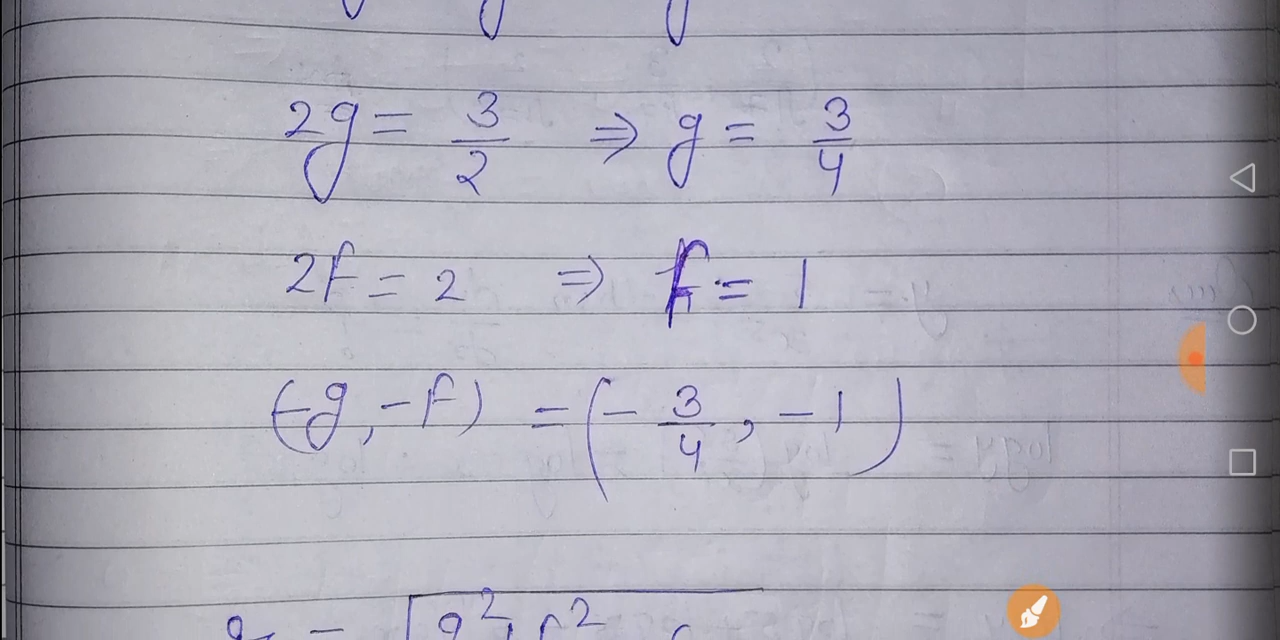 2g = 3/2 ⇒ g = 3/4
2f = 2 ⇒ f = 1
(-g, -f) = (-3/4, -1)